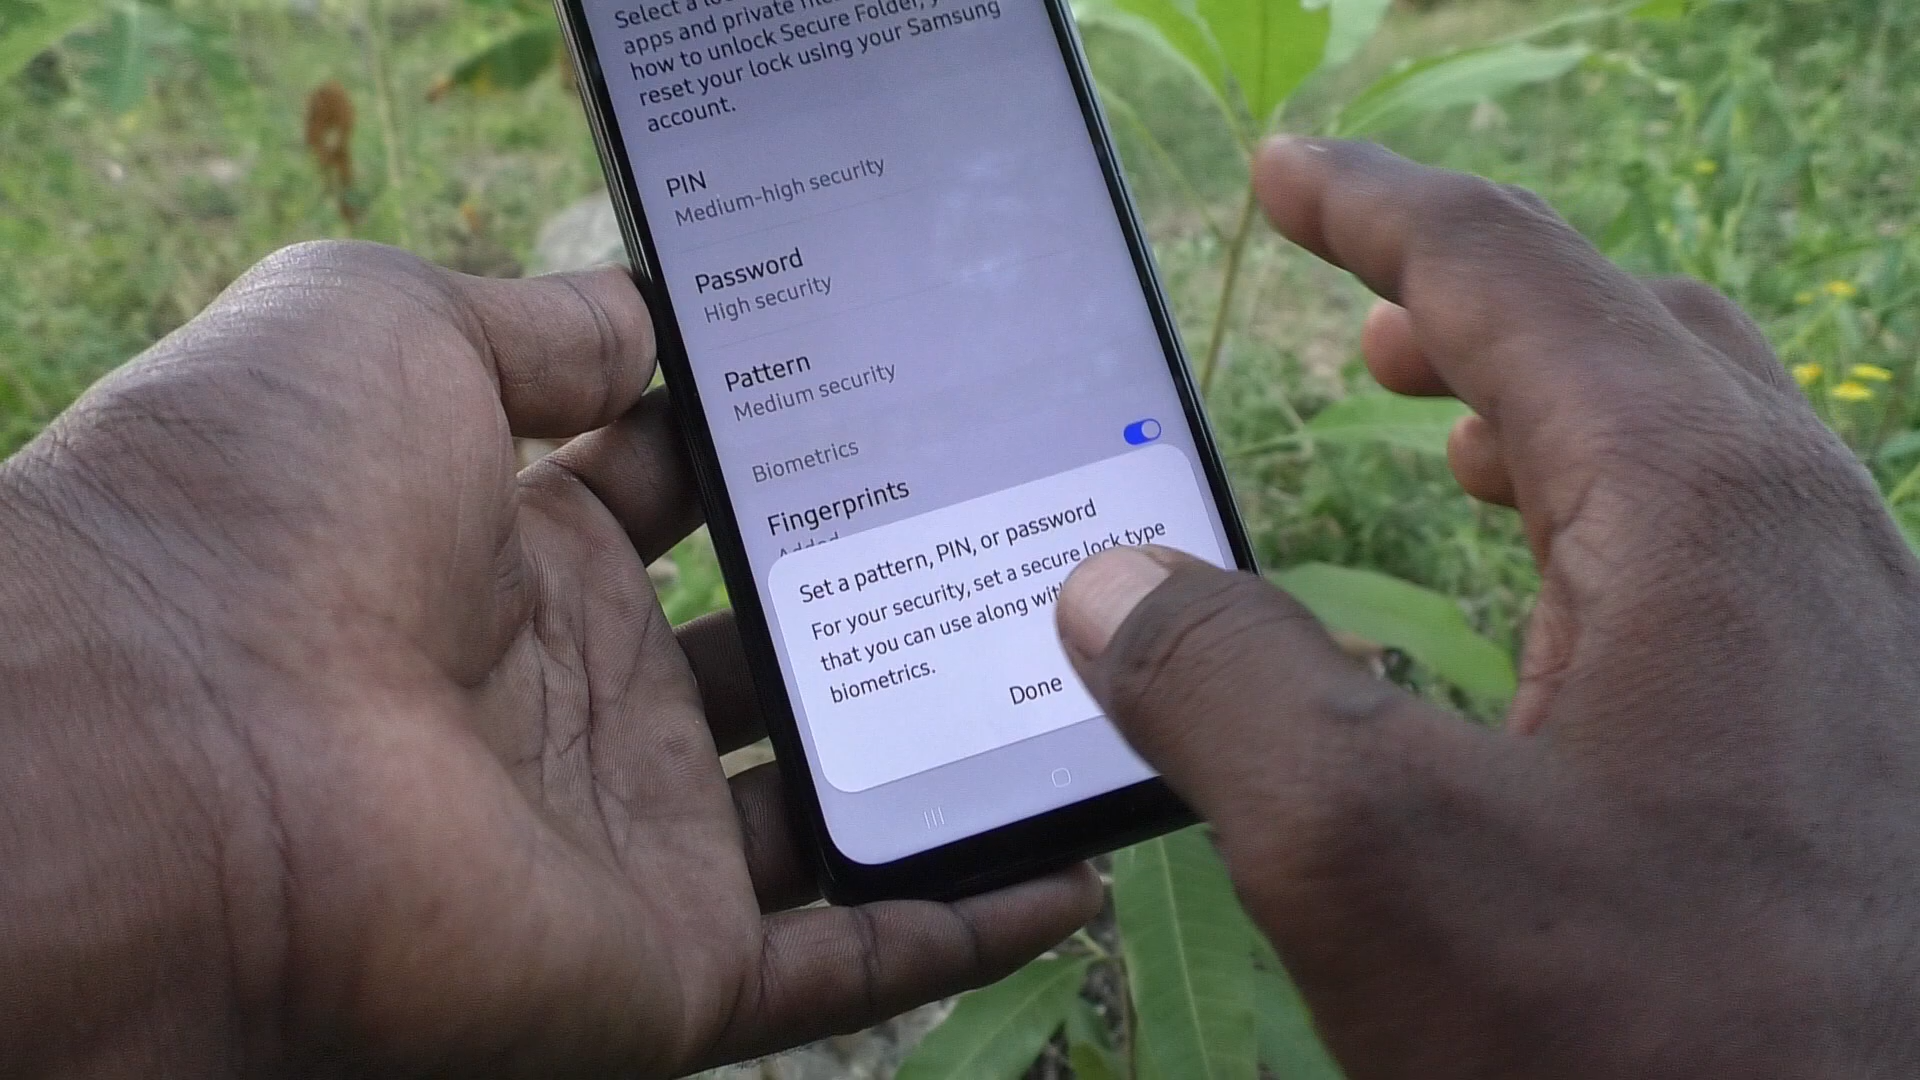 Select a
apps and private
how to unlock Secure Folder,
reset your lock using your Samsung
account.
PIN
Medium-high security
Password
High security
Pattern
Medium security
Biometrics
Fingerprints
Added
Set a pattern, PIN, or password
For your security, set a secure lock type
that you can use along with
biometrics.
Done